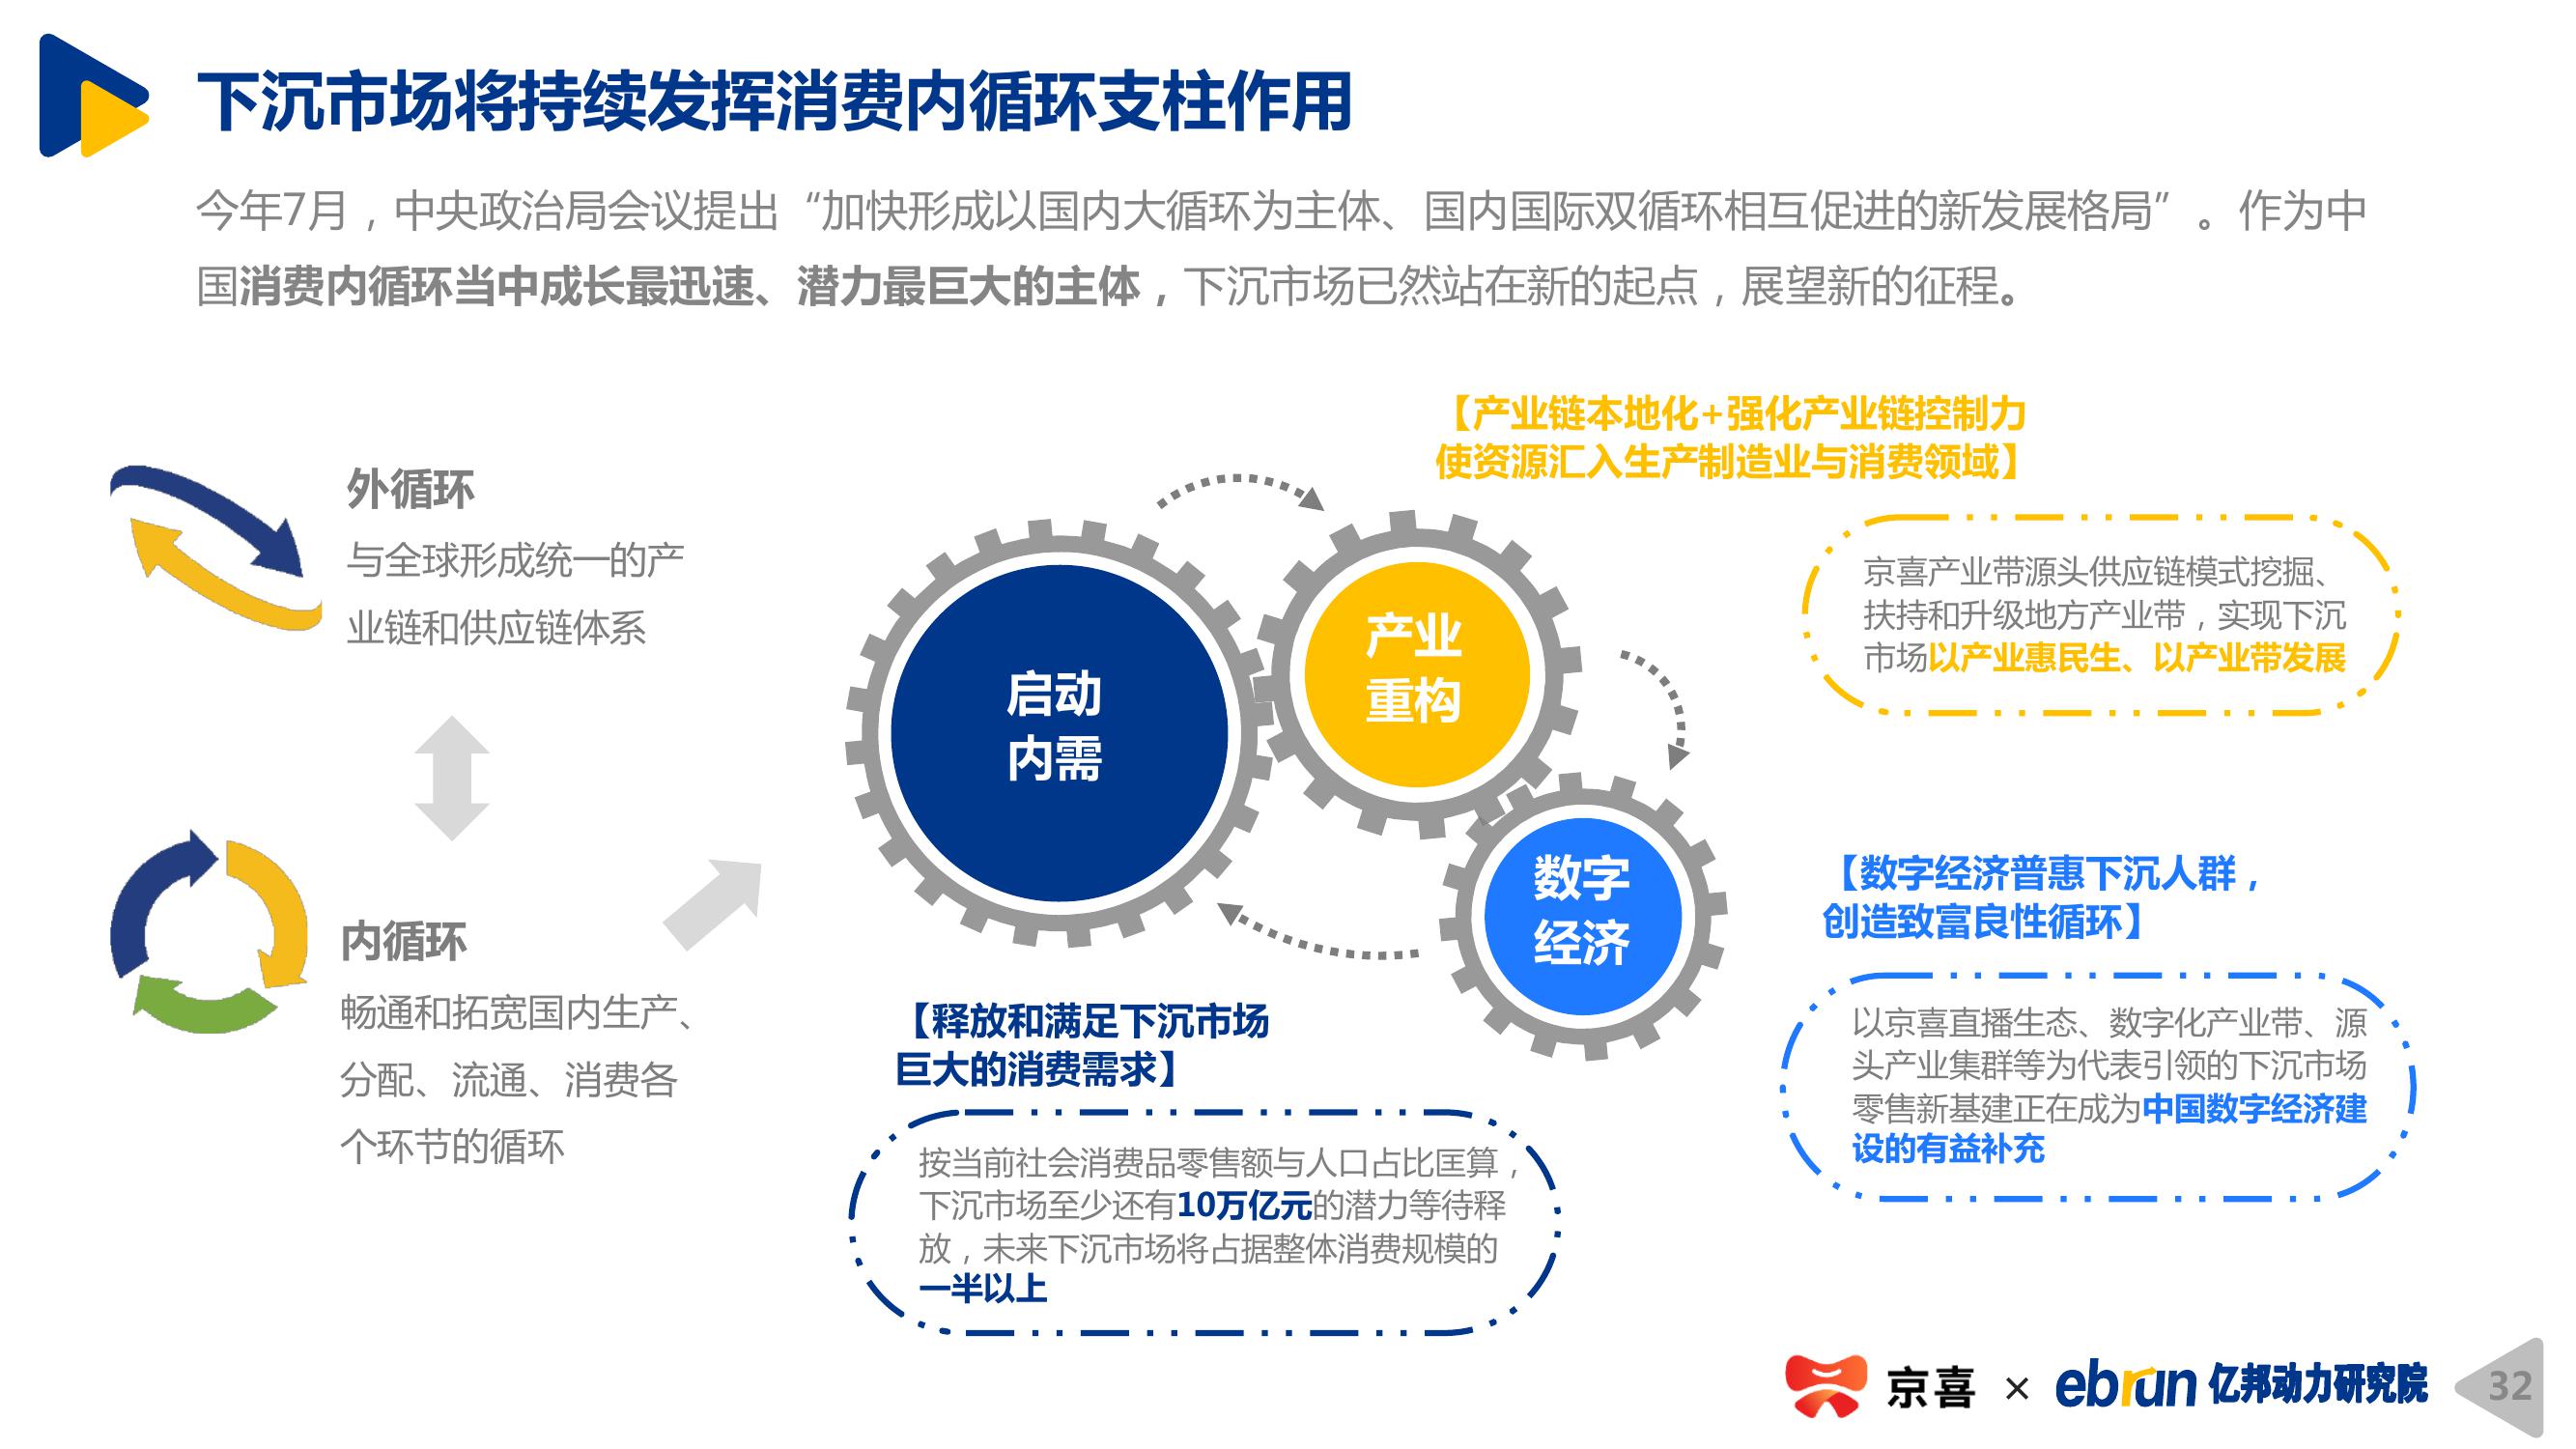 下沉市场将持续发挥消费内循环支柱作用
今年7月，中央政治局会议提出“加快形成以国内大循环为主体、国内国际双循环相互促进的新发展格局”。作为中
国消费内循环当中成长最迅速、潜力最巨大的主体，下沉市场已然站在新的起点，展望新的征程。
外循环
与全球形成统一的产
业链和供应链体系
内循环
畅通和拓宽国内生产、
分配、流通、消费各
个环节的循环
启动
内需
【释放和满足下沉市场
巨大的消费需求】
按当前社会消费品零售额与人口占比匡算，
下沉市场至少还有10万亿元的潜力等待释
放，未来下沉市场将占据整体消费规模的
一半以上
【产业链本地化+强化产业链控制力
使资源汇入生产制造业与消费领域】
产业
重构
京喜产业带源头供应链模式挖掘、
扶持和升级地方产业带，实现下沉
市场以产业惠民生、以产业带发展
数字
经济
【数字经济普惠下沉人群，
创造致富良性循环】
以京喜直播生态、数字化产业带、源
头产业集群等为代表引领的下沉市场
零售新基建正在成为中国数字经济建
设的有益补充
京喜 × ebrun 亿邦动力研究院
32